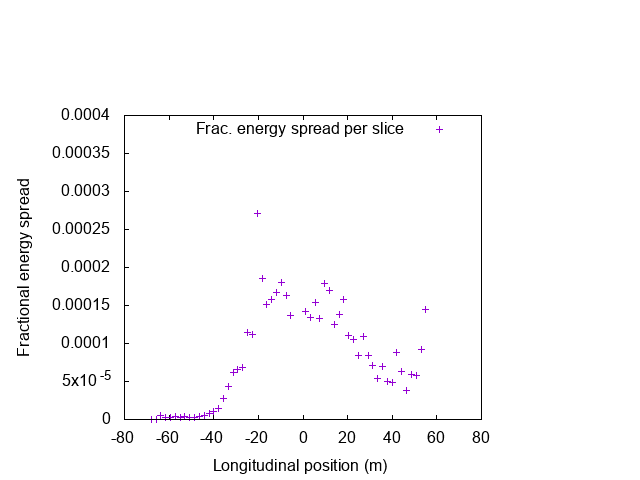 0.0004
Frac. energy spread per slice
0.00035
0.0003
0.00025
0.0002
0.00015
0.0001
5x10⁻⁵
0
-80 -60 -40 -20 0 20 40 60 80
Longitudinal position (m)
Fractional energy spread